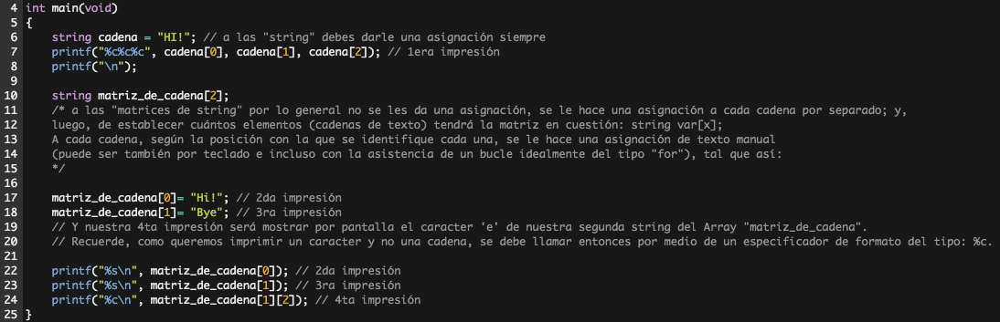 4 int main(void)
5 {
6     string cadena = "HI!"; // a las "string" debes darle una asignación siempre
7     printf("%c%c%c", cadena[0], cadena[1], cadena[2]); // 1era impresión
8     printf("\n");
9
10     string matriz_de_cadena[2];
11     /* a las "matrices de string" por lo general no se les da una asignación, se le hace una asignación a cada cadena por separado; y,
12     luego, de establecer cuántos elementos (cadenas de texto) tendrá la matriz en cuestión: string var[x];
13     A cada cadena, según la posición con la que se identifique cada una, se le hace una asignación de texto manual
14     (puede ser también por teclado e incluso con la asistencia de un bucle idealmente del tipo "for"), tal que así:
15     */
16
17     matriz_de_cadena[0]= "Hi!"; // 2da impresión
18     matriz_de_cadena[1]= "Bye"; // 3ra impresión
19     // Y nuestra 4ta impresión será mostrar por pantalla el caracter 'e' de nuestra segunda string del Array "matriz_de_cadena".
20     // Recuerde, como queremos imprimir un caracter y no una cadena, se debe llamar entonces por medio de un especificador de formato del tipo: %c.
21
22     printf("%s\n", matriz_de_cadena[0]); // 2da impresión
23     printf("%s\n", matriz_de_cadena[1]); // 3ra impresión
24     printf("%c\n", matriz_de_cadena[1][2]); // 4ta impresión
25 }